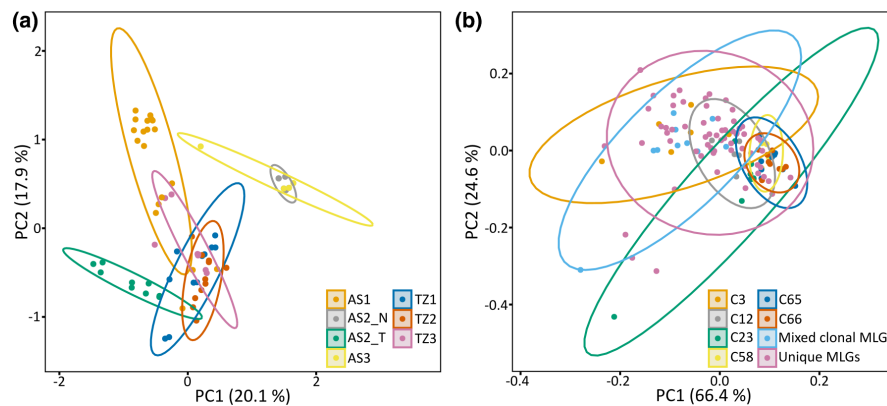 (a)
PC2 (17.9 %)
2
1
0
-1
-2
0
2
PC1 (20.1 %)
AS1
TZ1
AS2_N
TZ2
AS2_T
TZ3
AS3
(b)
PC2 (24.6 %)
0.2
0.0
-0.2
-0.4
-0.4
-0.2
0.0
0.2
PC1 (66.4 %)
C3
C65
C12
C66
C23
Mixed clonal MLG
C58
Unique MLGs